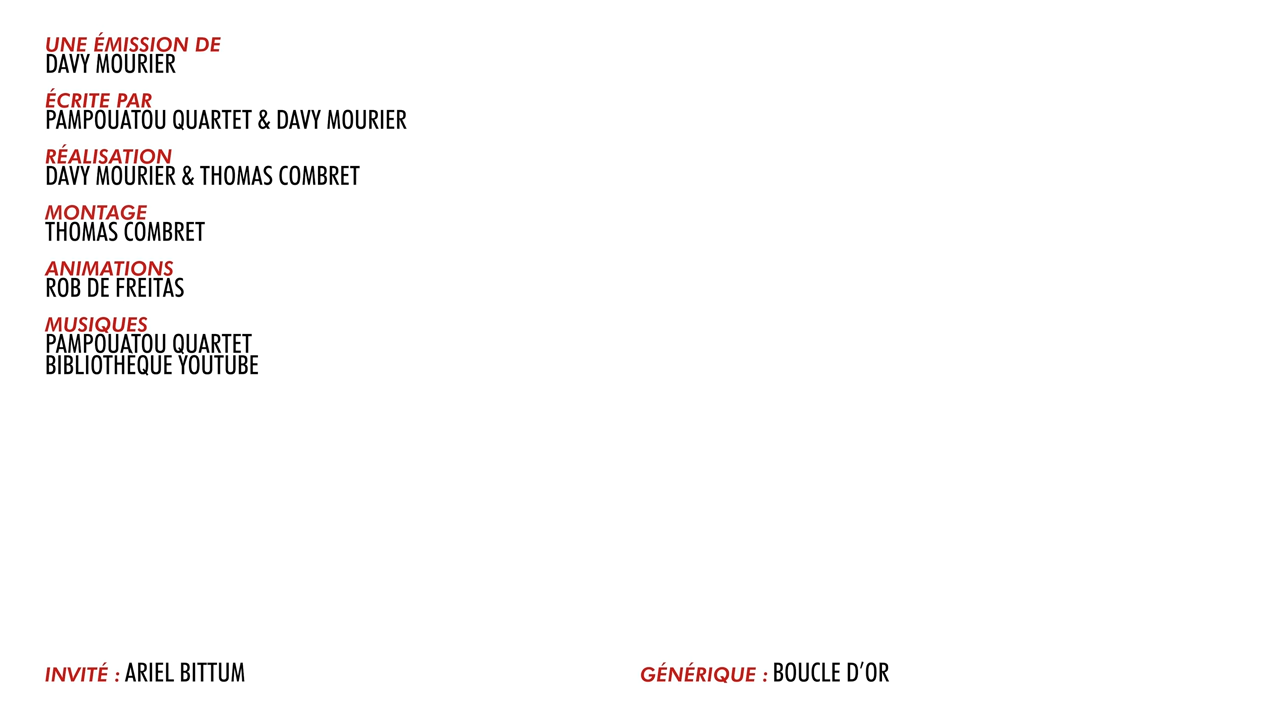 UNE ÉMISSION DE
DAVY MOURIER
ÉCRITE PAR
PAMPOUATOU QUARTET & DAVY MOURIER
RÉALISATION
DAVY MOURIER & THOMAS COMBRET
MONTAGE
THOMAS COMBRET
ANIMATIONS
ROB DE FREITAS
MUSIQUES
PAMPOUATOU QUARTET
BIBLIOTHÈQUE YOUTUBE
INVITÉ : ARIEL BITTUM
GÉNÉRIQUE : BOUCLE D’OR